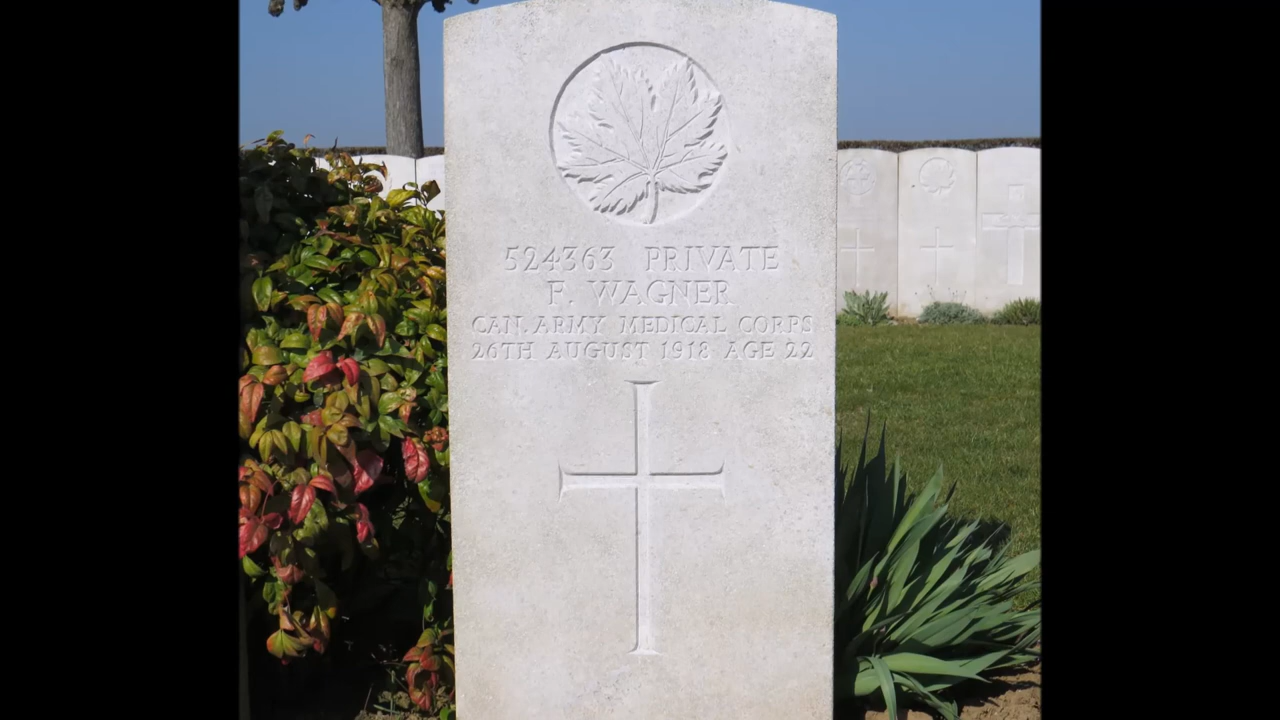 524363 PRIVATE
F. WAGNER
CAN. ARMY MEDICAL CORPS
26TH AUGUST 1918 AGE 22